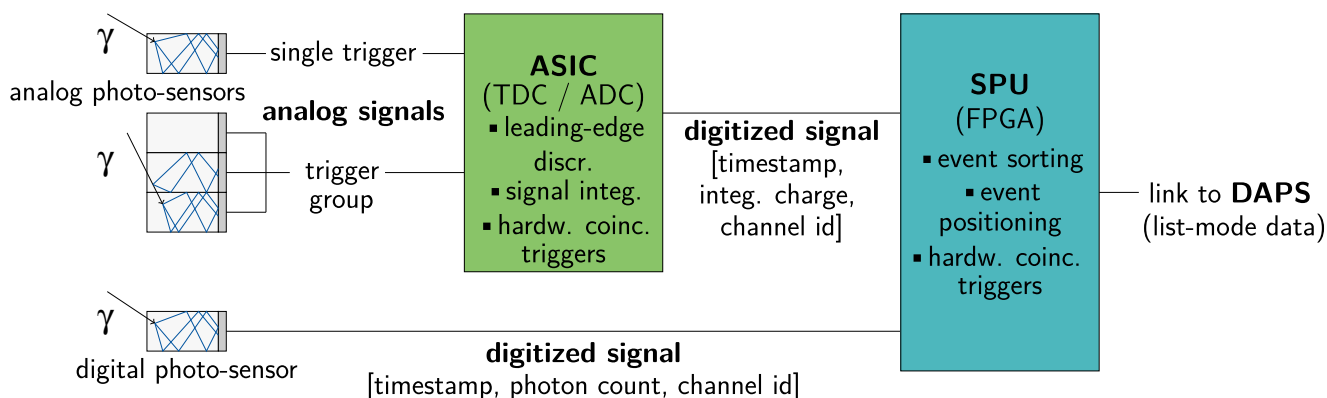 γ
single trigger
analog photo-sensors
analog signals
γ
trigger
group
ASIC
(TDC / ADC)
▪ leading-edge
discr.
▪ signal integ.
▪ hardw. coinc.
triggers
digitized signal
[timestamp,
integ. charge,
channel id]
SPU
(FPGA)
▪ event sorting
▪ event
positioning
▪ hardw. coinc.
triggers
link to DAPS
(list-mode data)
γ
digital photo-sensor
digitized signal
[timestamp, photon count, channel id]